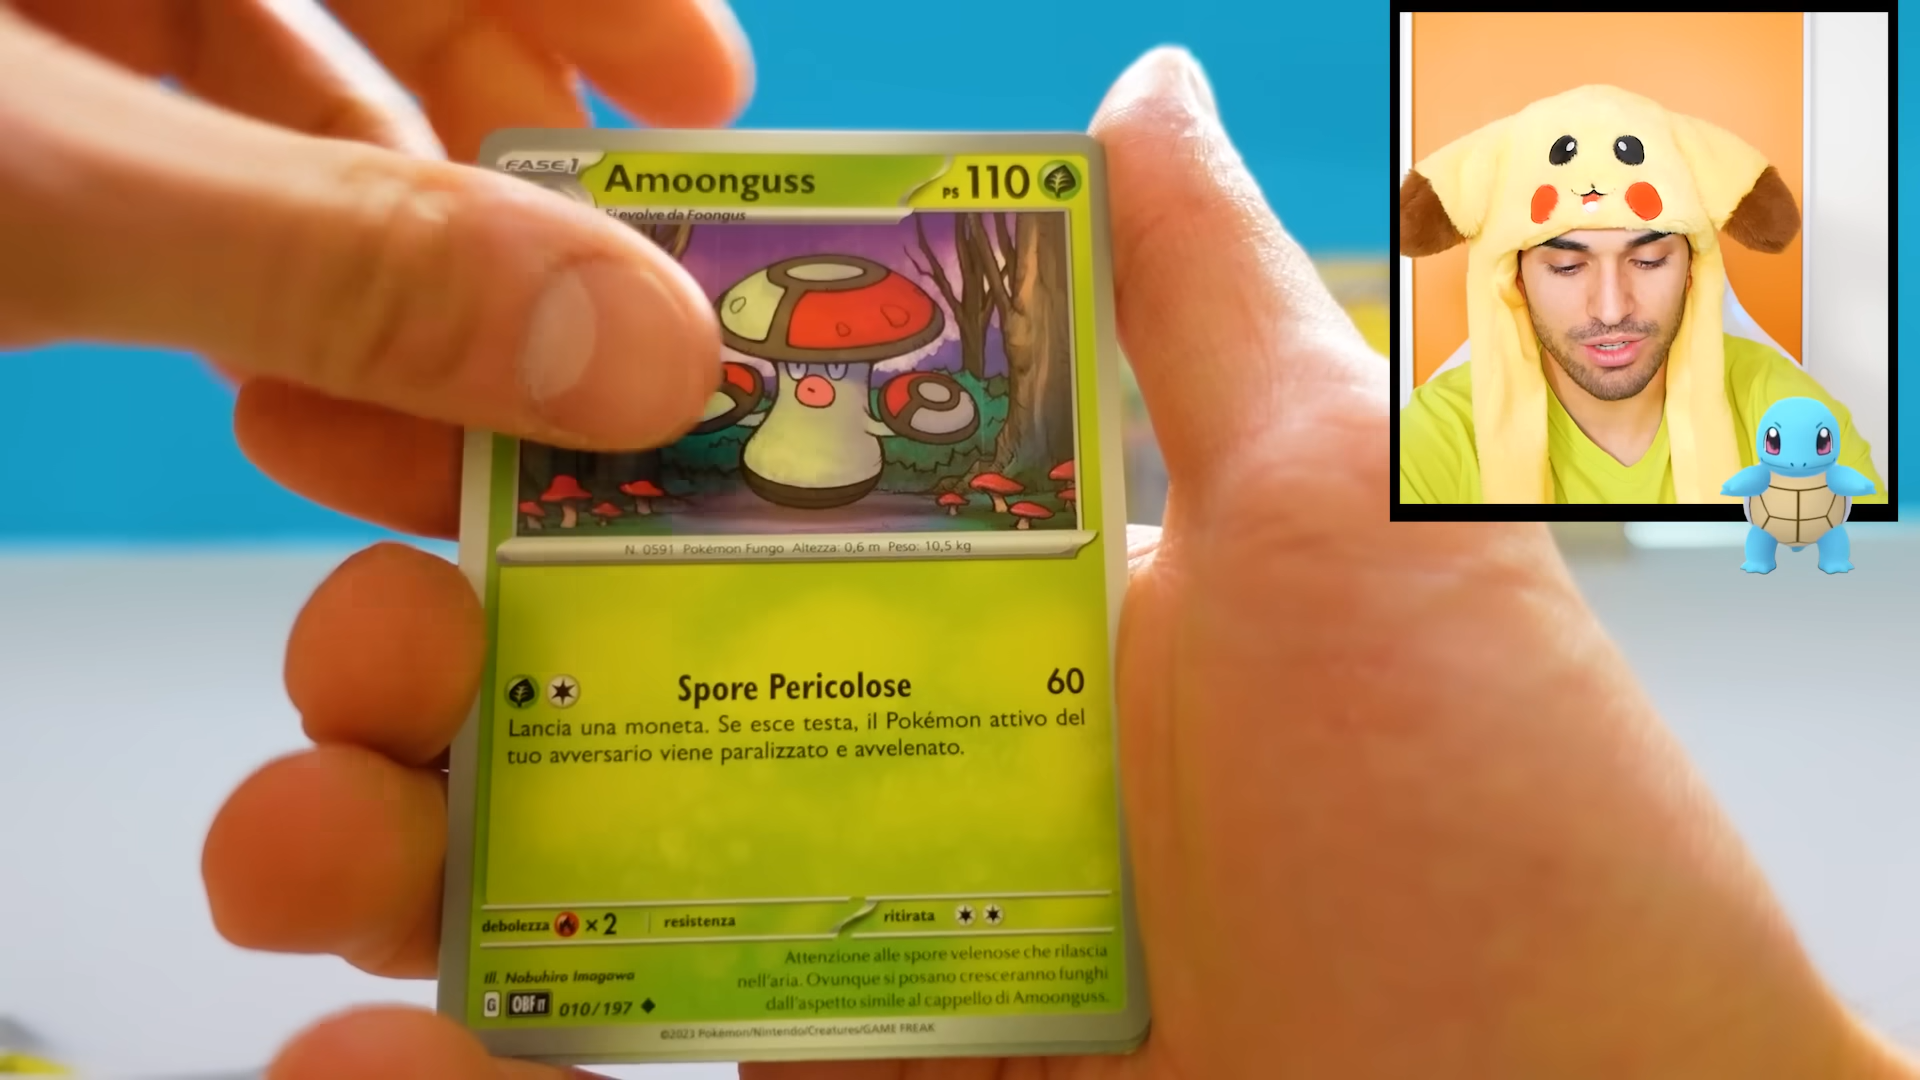 FASE 1
Amoonguss
PS 110
Si evolve da Foongus
N. 0591 Pokémon Fungo Altezza: 0,6 m Peso: 10,5 kg
Spore Pericolose 60
Lancia una moneta. Se esce testa, il Pokémon attivo del
tuo avversario viene paralizzato e avvelenato.
debolezza ×2 resistenza ritirata
Attenzione alle spore velenose che rilascia
nell'aria. Ovunque si posano cresceranno funghi
dall'aspetto simile al cappello di Amoonguss.
Ill. Nobuhiro Imagawa
G OBF IT 010/197
©2023 Pokémon/Nintendo/Creatures/GAME FREAK